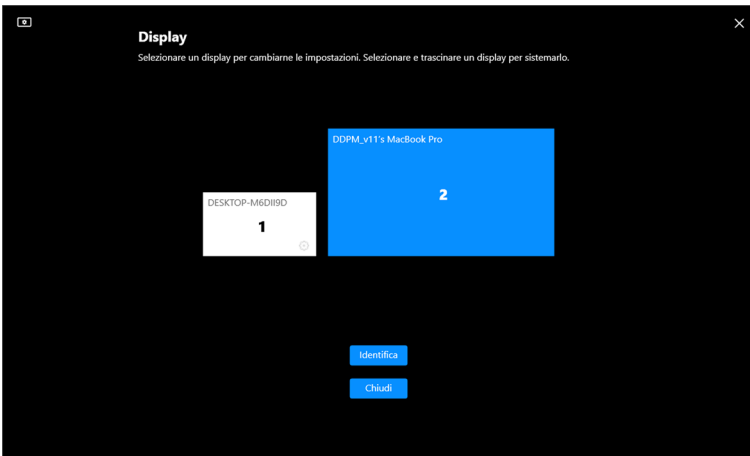 Display
Selezionare un display per cambiarne le impostazioni. Selezionare e trascinare un display per sistemarlo.
DDPM_v11's MacBook Pro
2
DESKTOP-M6DII9D
1
Identifica
Chiudi